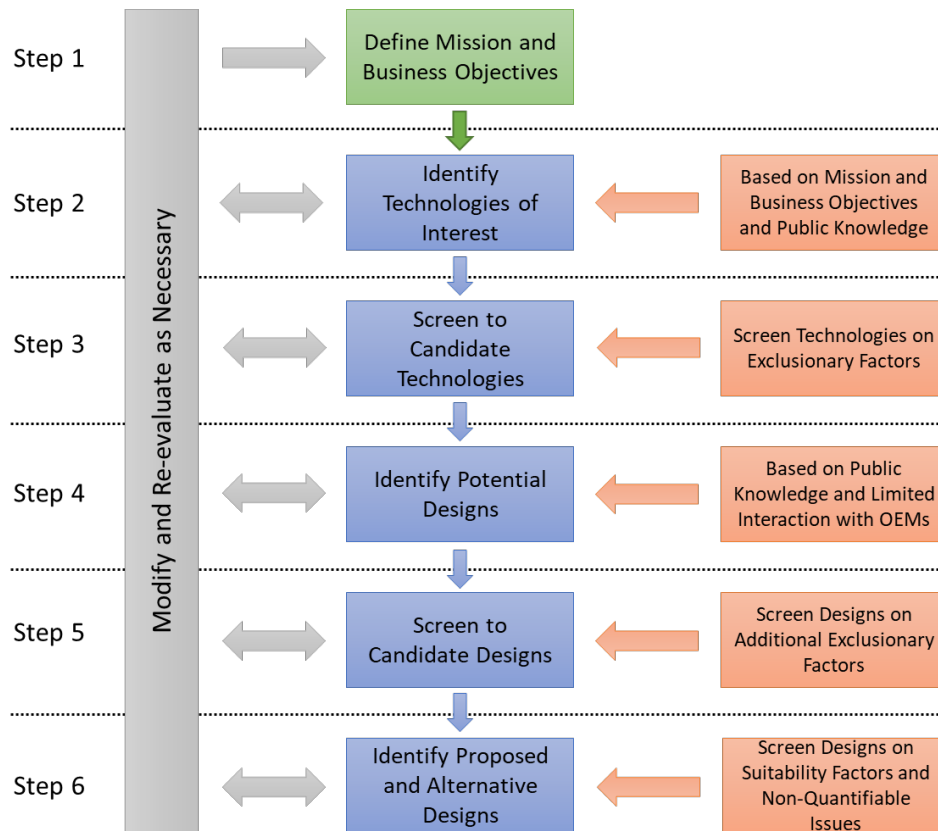 Modify and Re-evaluate as Necessary
Step 1
Define Mission and
Business Objectives
Step 2
Identify
Technologies of
Interest
Based on Mission and
Business Objectives
and Public Knowledge
Step 3
Screen to
Candidate
Technologies
Screen Technologies on
Exclusionary Factors
Step 4
Identify Potential
Designs
Based on Public
Knowledge and Limited
Interaction with OEMs
Step 5
Screen to
Candidate Designs
Screen Designs on
Additional Exclusionary
Factors
Step 6
Identify Proposed
and Alternative
Designs
Screen Designs on
Suitability Factors and
Non-Quantifiable
Issues